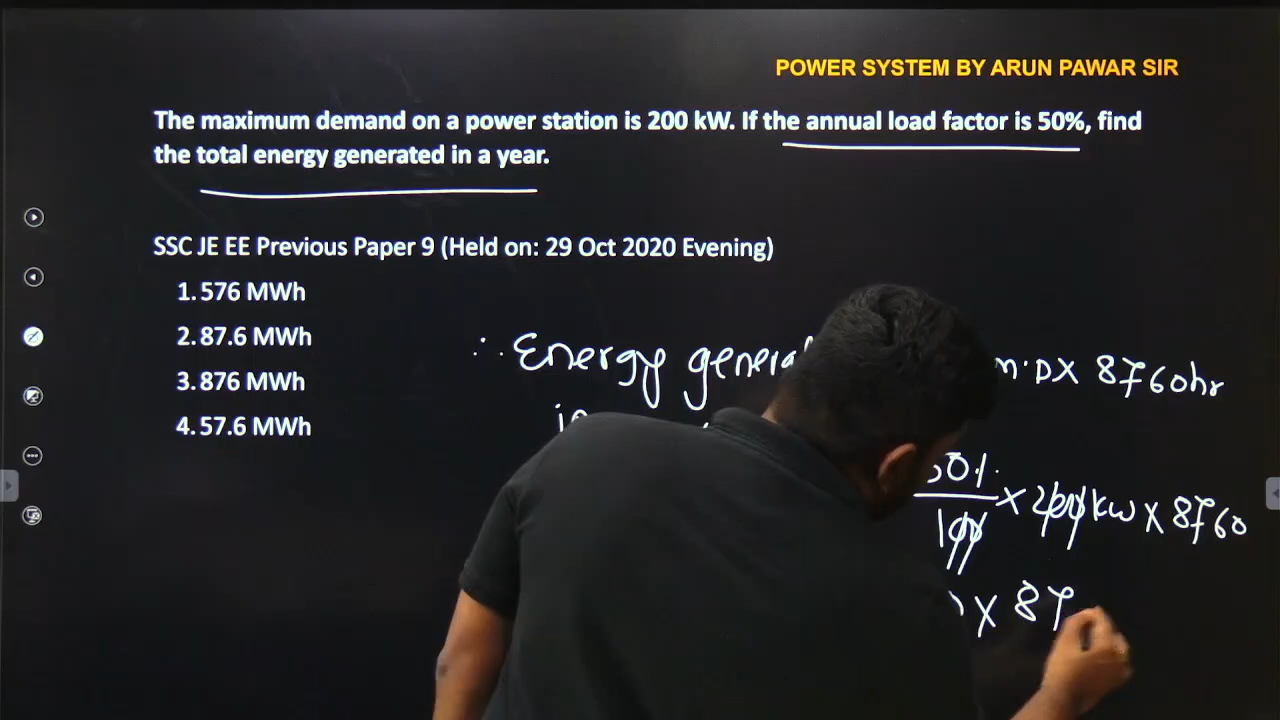 POWER SYSTEM BY ARUN PAWAR SIR
The maximum demand on a power station is 200 kW. If the annual load factor is 50%, find
the total energy generated in a year.
SSC JE EE Previous Paper 9 (Held on: 29 Oct 2020 Evening)
1. 576 MWh
2. 87.6 MWh
3. 876 MWh
4. 57.6 MWh
∴ Energy m.D X 8760hr
100 X 200 kw X 8760
X 87